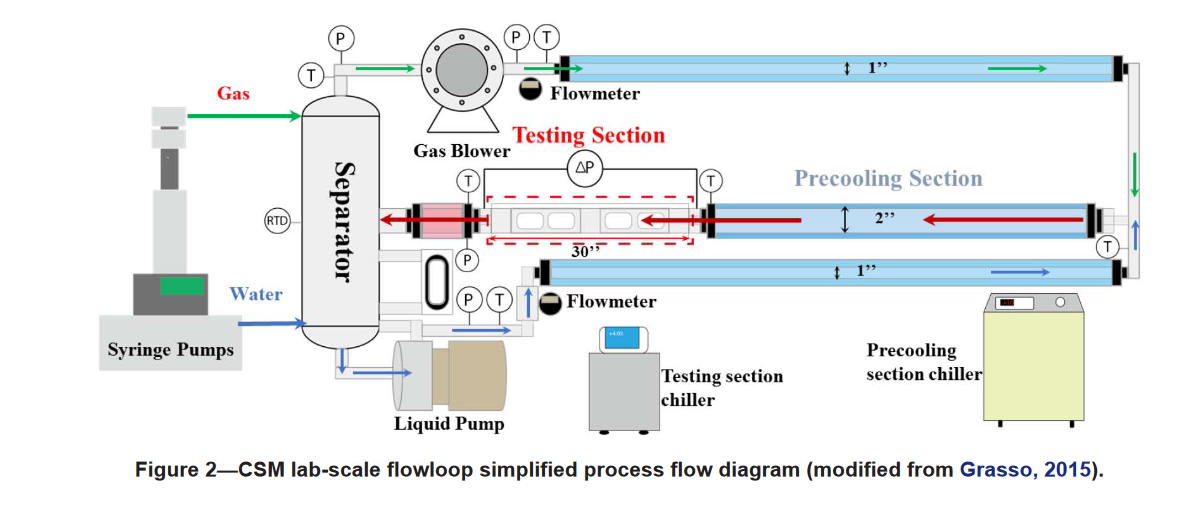 P
P
T
T
1’’
Gas
Flowmeter
Testing Section
Gas Blower
ΔP
T
T
Precooling Section
Separator
RTD
2’’
30’’
P
T
1’’
Water
P
T
Flowmeter
Syringe Pumps
Precooling
section chiller
Testing section
chiller
Liquid Pump
Figure 2—CSM lab-scale flowloop simplified process flow diagram (modified from Grasso, 2015).